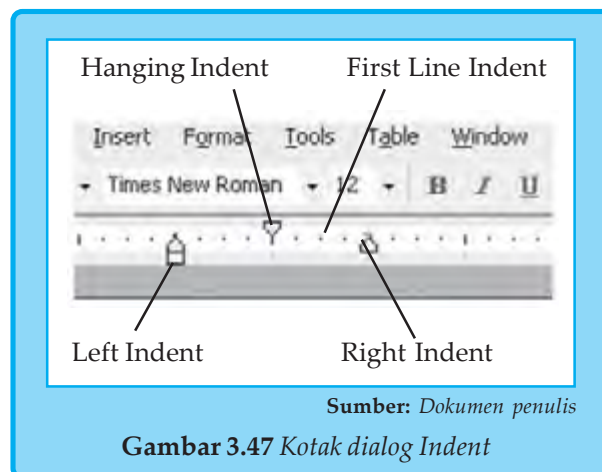 Hanging Indent First Line Indent
Insert Format Tools Table Window
Times New Roman 12 B I U
Left Indent Right Indent
Sumber: Dokumen penulis
Gambar 3.47 Kotak dialog Indent